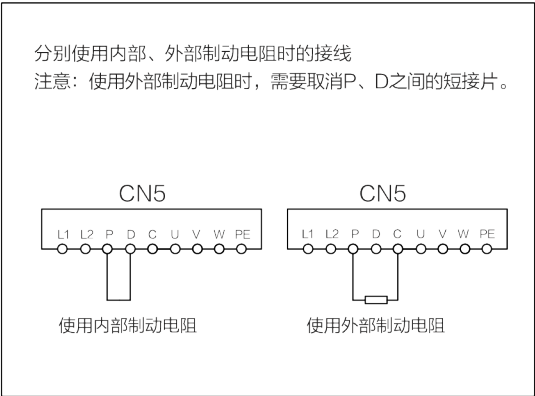 分别使用内部、外部制动电阻时的接线
注意：使用外部制动电阻时，需要取消P、D之间的短接片。
CN5
L1 L2 P D C U V W PE
使用内部制动电阻
CN5
L1 L2 P D C U V W PE
使用外部制动电阻